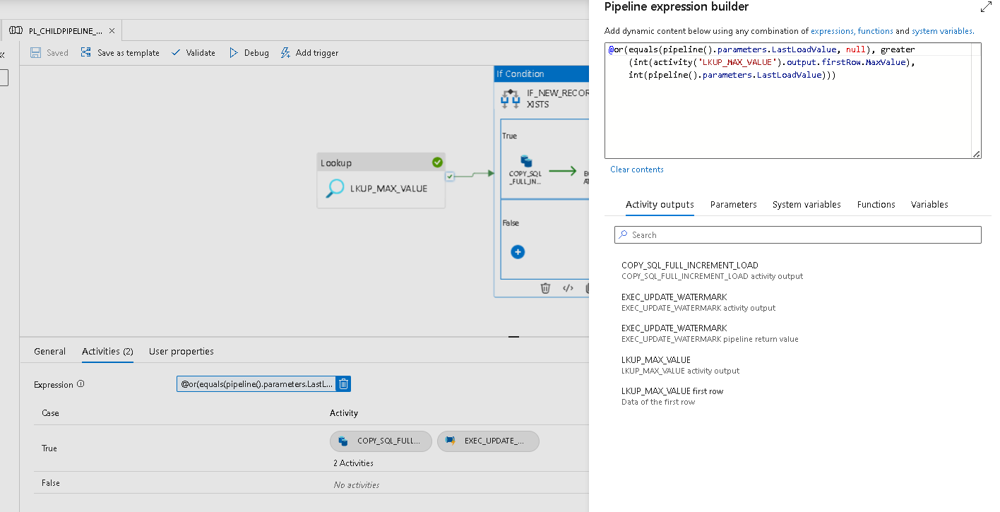 Pipeline expression builder
PL_CHILDPIPELINE_...
Add dynamic content below using any combination of expressions, functions and system variables.
Saved
Save as template
Validate
Debug
Add trigger
@or(equals(pipeline().parameters.LastLoadValue, null), greater
(int(activity('LKUP_MAX_VALUE').output.firstRow.MaxValue),
int(pipeline().parameters.LastLoadValue)))
Clear contents
If Condition
IF_NEW_RECOR
XISTS
True
COPY_SQL
_FULL_IN...
False
Lookup
LKUP_MAX_VALUE
Activity outputs
Parameters
System variables
Functions
Variables
Search
COPY_SQL_FULL_INCREMENT_LOAD
COPY_SQL_FULL_INCREMENT_LOAD activity output
EXEC_UPDATE_WATERMARK
EXEC_UPDATE_WATERMARK activity output
EXEC_UPDATE_WATERMARK
EXEC_UPDATE_WATERMARK pipeline return value
LKUP_MAX_VALUE
LKUP_MAX_VALUE activity output
LKUP_MAX_VALUE first row
Data of the first row
General
Activities (2)
User properties
Expression
@or(equals(pipeline().parameters.LastL...
Case
Activity
True
COPY_SQL_FULL...
EXEC_UPDATE_...
2 Activities
False
No activities